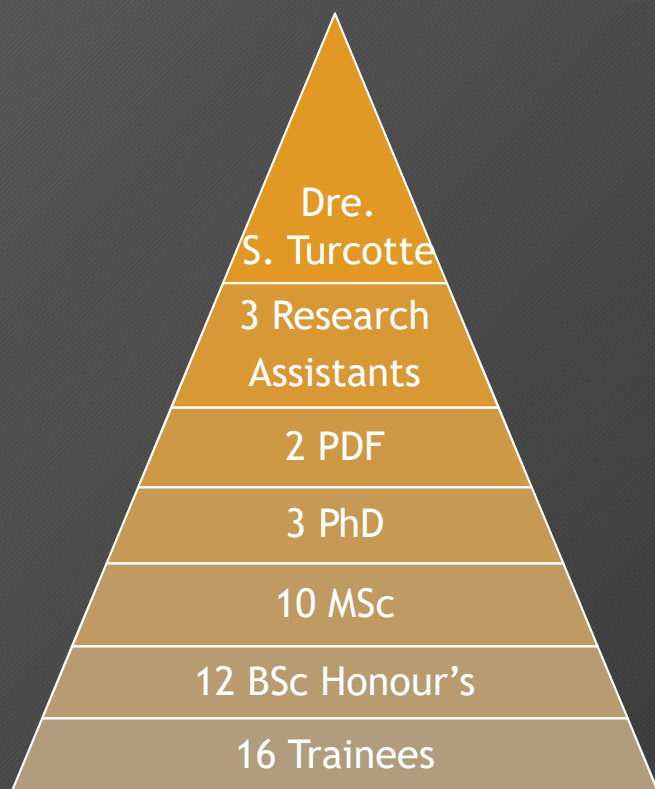 Dre.
S. Turcotte
3 Research
Assistants
2 PDF
3 PhD
10 MSc
12 BSc Honour's
16 Trainees